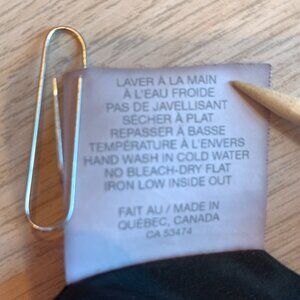 LAVER À LA MAIN
À L'EAU FROIDE
PAS DE JAVELLISANT
SÉCHER À PLAT
REPASSER À BASSE
TEMPÉRATURE À L'ENVERS
HAND WASH IN COLD WATER
NO BLEACH-DRY FLAT
IRON LOW INSIDE OUT
FAIT AU / MADE IN
QUÉBEC, CANADA
CA 53474